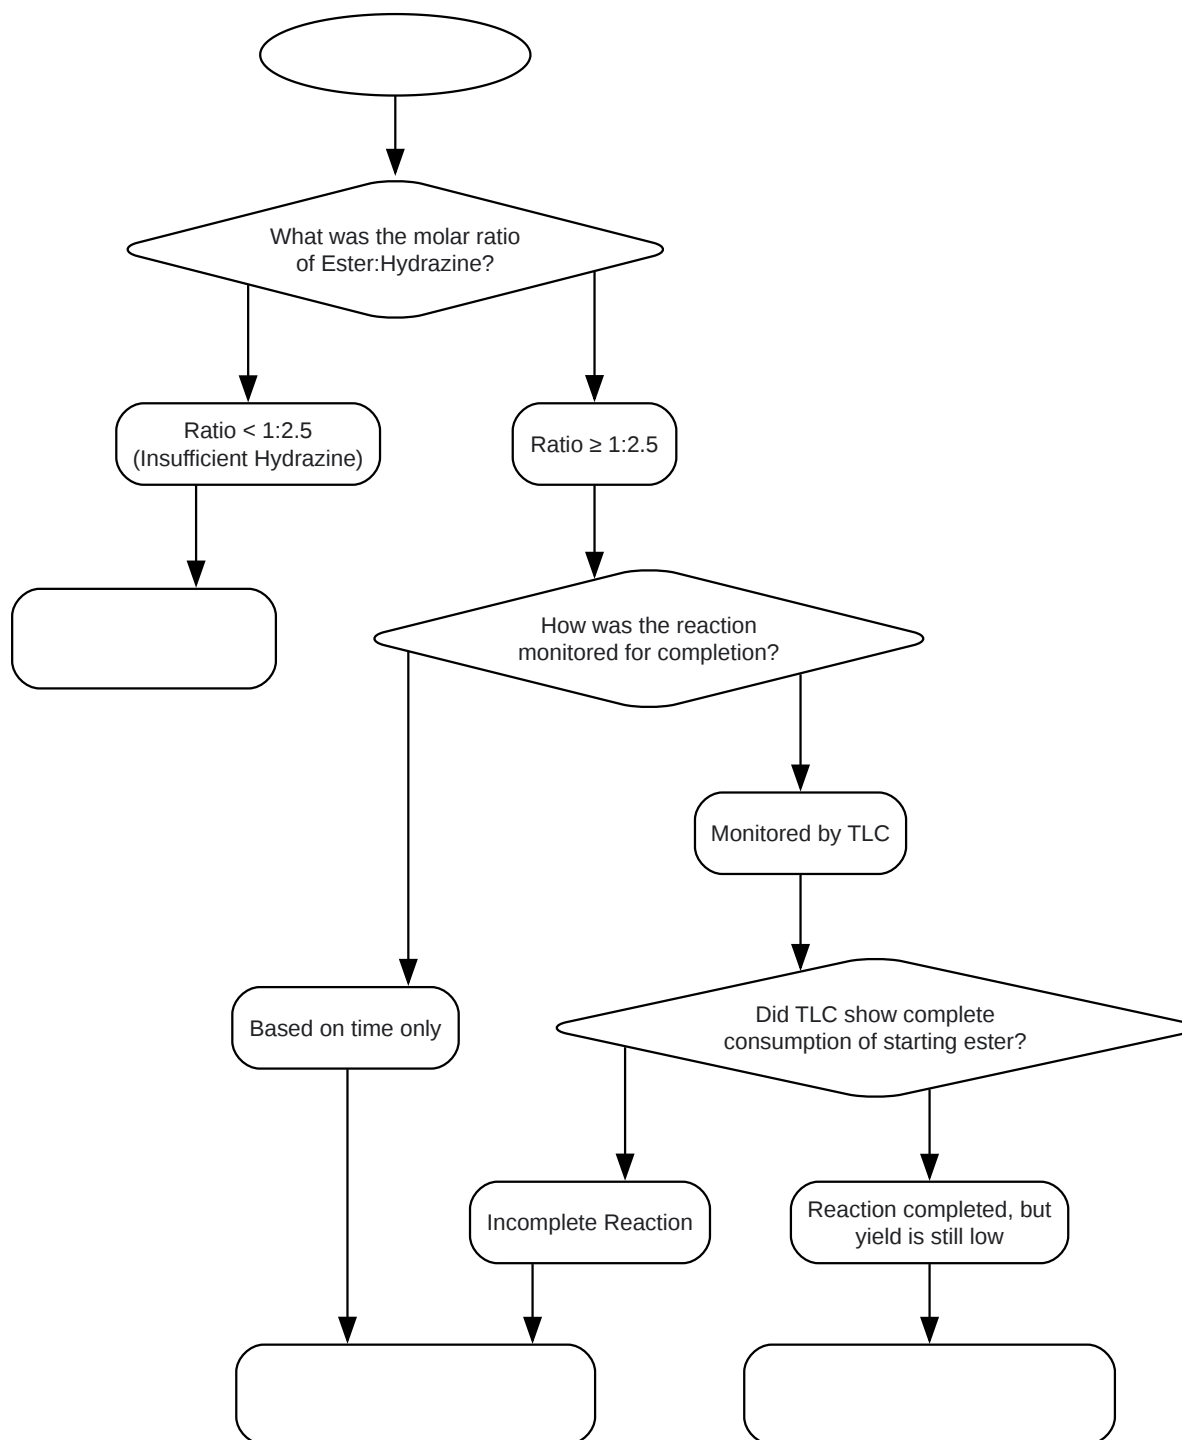 What was the molar ratio
of Ester:Hydrazine?
Ratio < 1:2.5
(Insufficient Hydrazine)
Ratio ≥ 1:2.5
How was the reaction
monitored for completion?
Monitored by TLC
Based on time only
Did TLC show complete
consumption of starting ester?
Incomplete Reaction
Reaction completed, but
yield is still low